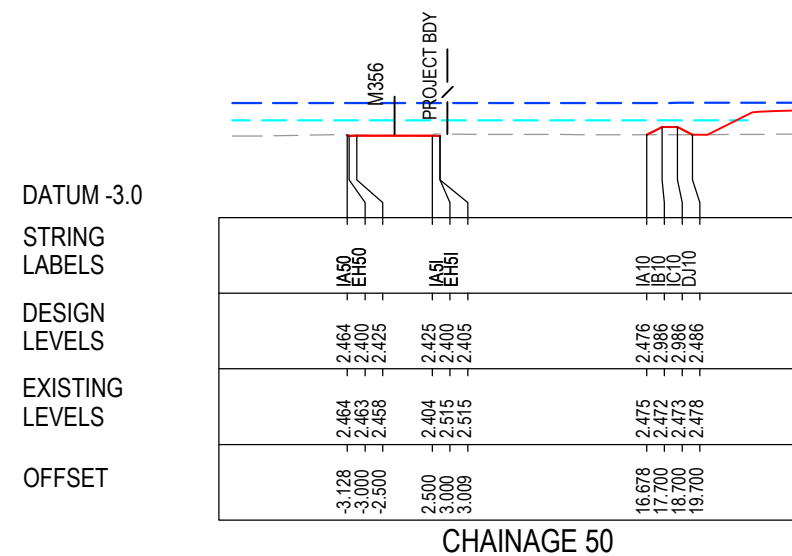 M356
PROJECT BDY
DATUM -3.0
STRING
LABELS
IA50
EH50
IA5I
EH5I
IA10
IB10
IC10
DJ10
DESIGN
LEVELS
2.464
2.400
2.425
2.425
2.400
2.405
2.476
2.986
2.986
2.486
EXISTING
LEVELS
2.464
2.463
2.458
2.404
2.515
2.515
2.475
2.472
2.473
2.478
OFFSET
-3.128
-3.000
-2.500
2.500
3.000
3.009
16.678
17.700
18.700
19.700
CHAINAGE 50